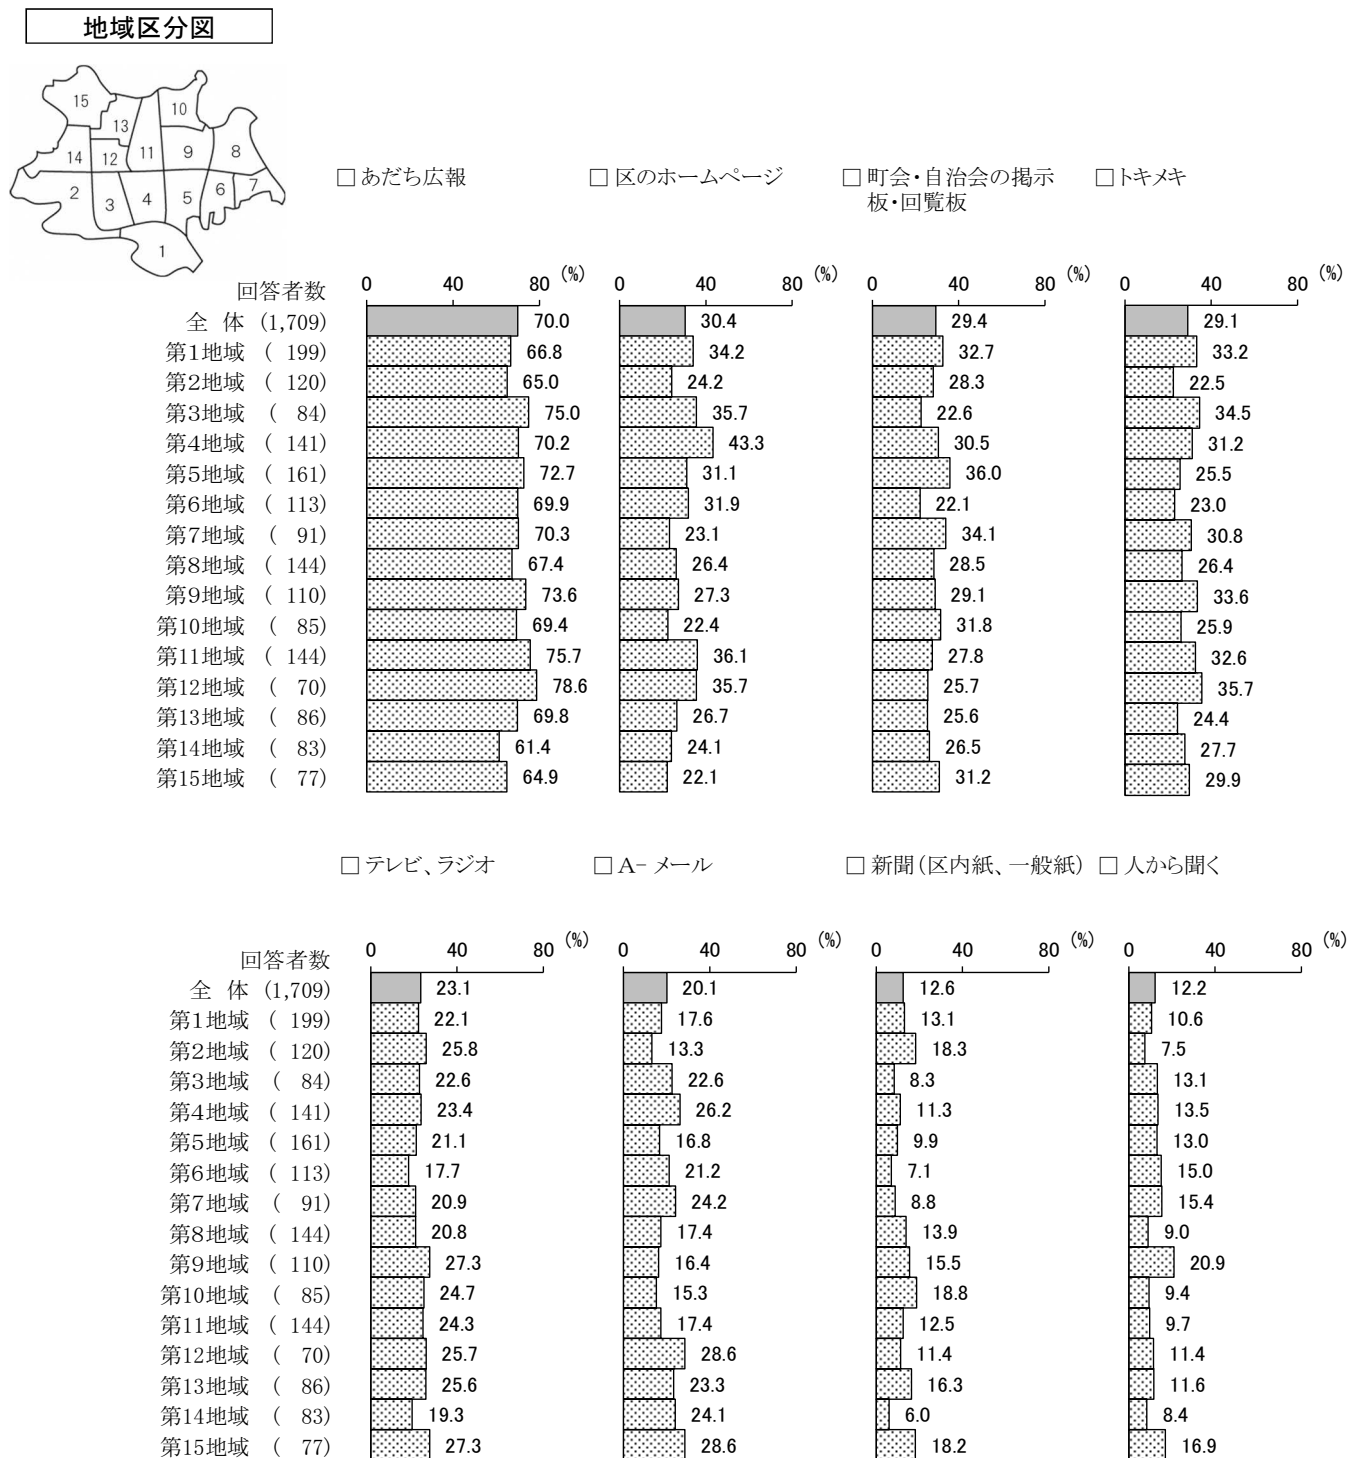 地域区分図
15
10
13
14
12
11
9
8
2
3
4
5
6
7
1
□あだち広報 □区のホームページ □町会・自治会の掲示 □トキメキ
板・回覧板
0 40 80 (%) 0 40 80 (%) 0 40 80 (%) 0 40 80 (%)
回答者数
全 体 (1,709) 70.0 30.4 29.4 29.1
第1地域 ( 199) 66.8 34.2 32.7 33.2
第2地域 ( 120) 65.0 24.2 28.3 22.5
第3地域 ( 84) 75.0 35.7 22.6 34.5
第4地域 ( 141) 70.2 43.3 30.5 31.2
第5地域 ( 161) 72.7 31.1 36.0 25.5
第6地域 ( 113) 69.9 31.9 22.1 23.0
第7地域 ( 91) 70.3 23.1 34.1 30.8
第8地域 ( 144) 67.4 26.4 28.5 26.4
第9地域 ( 110) 73.6 27.3 29.1 33.6
第10地域 ( 85) 69.4 22.4 31.8 25.9
第11地域 ( 144) 75.7 36.1 27.8 32.6
第12地域 ( 70) 78.6 35.7 25.7 35.7
第13地域 ( 86) 69.8 26.7 25.6 24.4
第14地域 ( 83) 61.4 24.1 26.5 27.7
第15地域 ( 77) 64.9 22.1 31.2 29.9
□テレビ、ラジオ □A-メール □新聞(区内紙、一般紙) □人から聞く
0 40 80 (%) 0 40 80 (%) 0 40 80 (%) 0 40 80 (%)
回答者数
全 体 (1,709) 23.1 20.1 12.6 12.2
第1地域 ( 199) 22.1 17.6 13.1 10.6
第2地域 ( 120) 25.8 13.3 18.3 7.5
第3地域 ( 84) 22.6 22.6 8.3 13.1
第4地域 ( 141) 23.4 26.2 11.3 13.5
第5地域 ( 161) 21.1 16.8 9.9 13.0
第6地域 ( 113) 17.7 21.2 7.1 15.0
第7地域 ( 91) 20.9 24.2 8.8 15.4
第8地域 ( 144) 20.8 17.4 13.9 9.0
第9地域 ( 110) 27.3 16.4 15.5 20.9
第10地域 ( 85) 24.7 15.3 18.8 9.4
第11地域 ( 144) 24.3 17.4 12.5 9.7
第12地域 ( 70) 25.7 28.6 11.4 11.4
第13地域 ( 86) 25.6 23.3 16.3 11.6
第14地域 ( 83) 19.3 24.1 6.0 8.4
第15地域 ( 77) 27.3 28.6 18.2 16.9